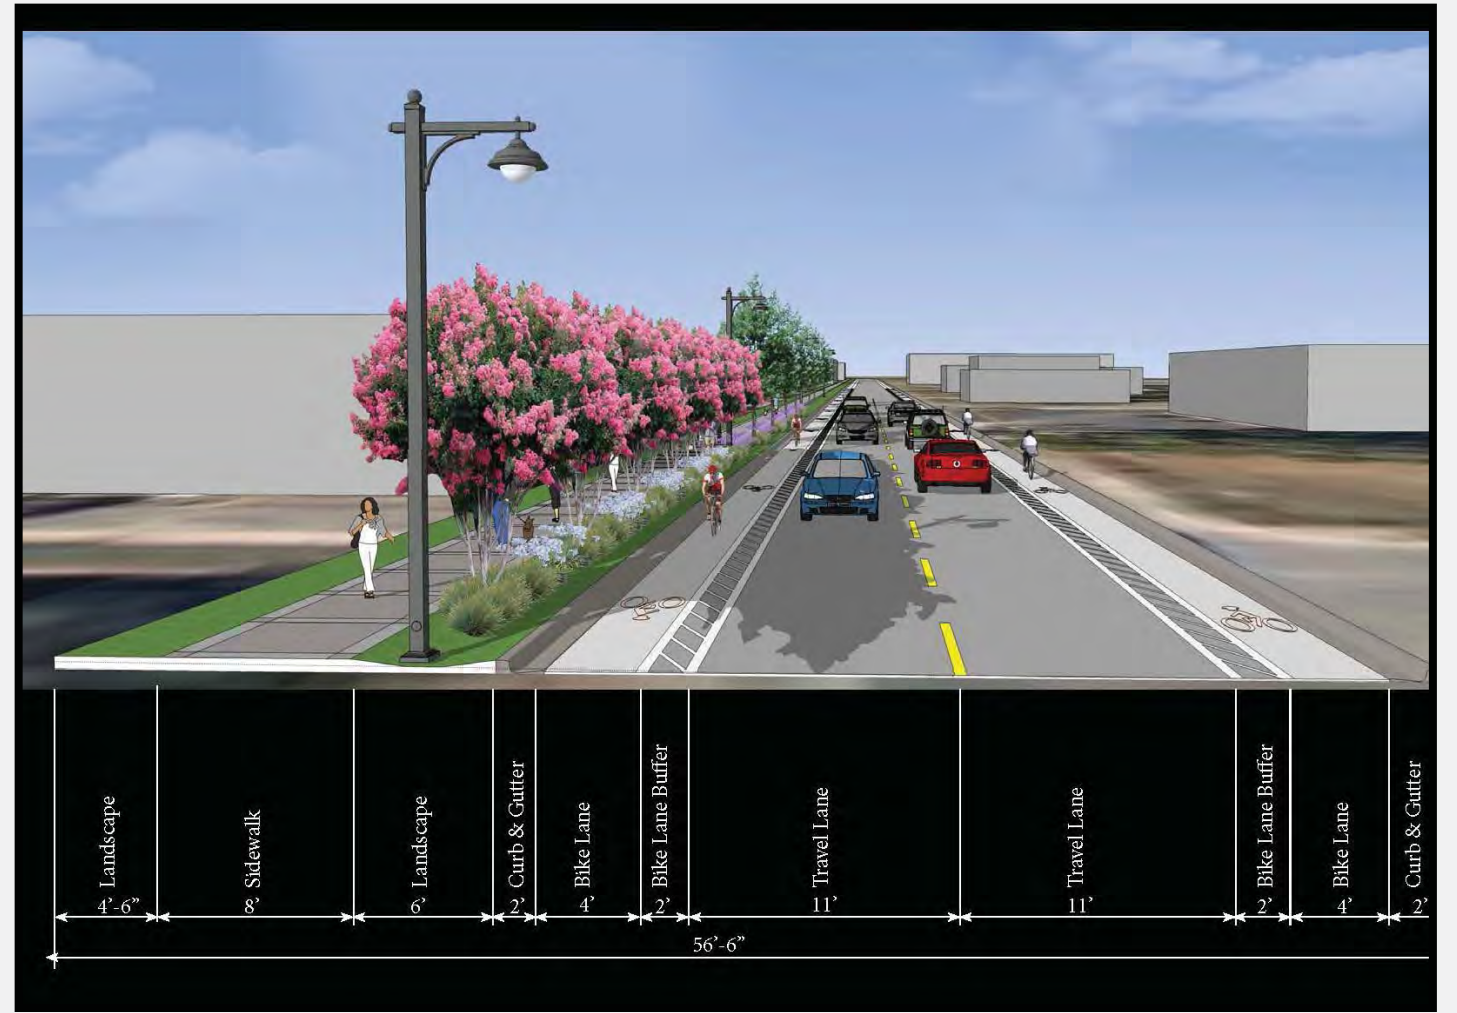 Landscape
Sidewalk
Landscape
Curb & Gutter
Bike Lane
Bike Lane Buffer
Travel Lane
Travel Lane
Bike Lane Buffer
Bike Lane
Curb & Gutter
4’-6”
8’
6’
2’
4’
2’
11’
11’
2’
4’
2’
56’-6”